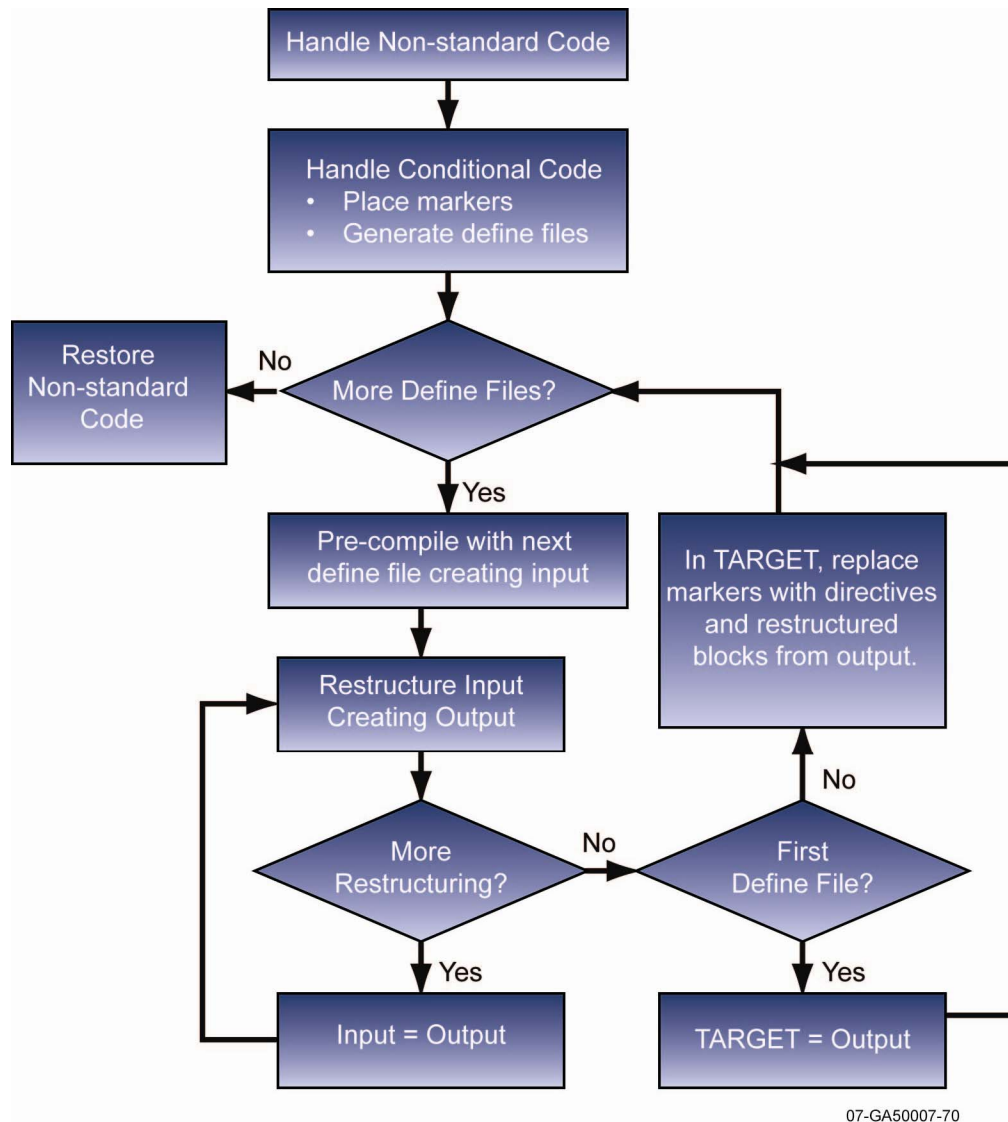 Handle Non-standard Code
Handle Conditional Code
• Place markers
• Generate define files
Restore
Non-standard
Code
No
More Define Files?
Yes
Pre-compile with next
define file creating input
In TARGET, replace
markers with directives
and restructured
blocks from output.
Restructure Input
Creating Output
No
More
Restructuring?
No
First
Define File?
Yes
Yes
Input = Output
TARGET = Output
07-GA50007-70